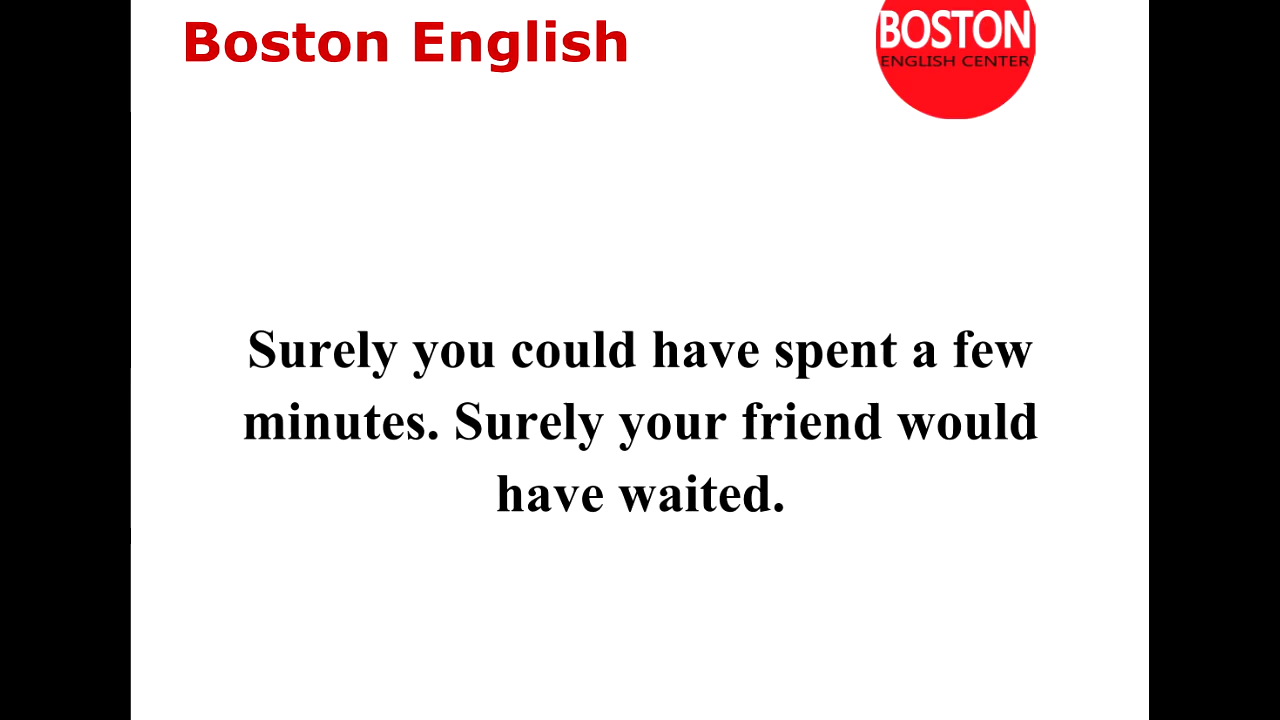 Boston English
BOSTON
ENGLISH CENTER
Surely you could have spent a few
minutes. Surely your friend would
have waited.